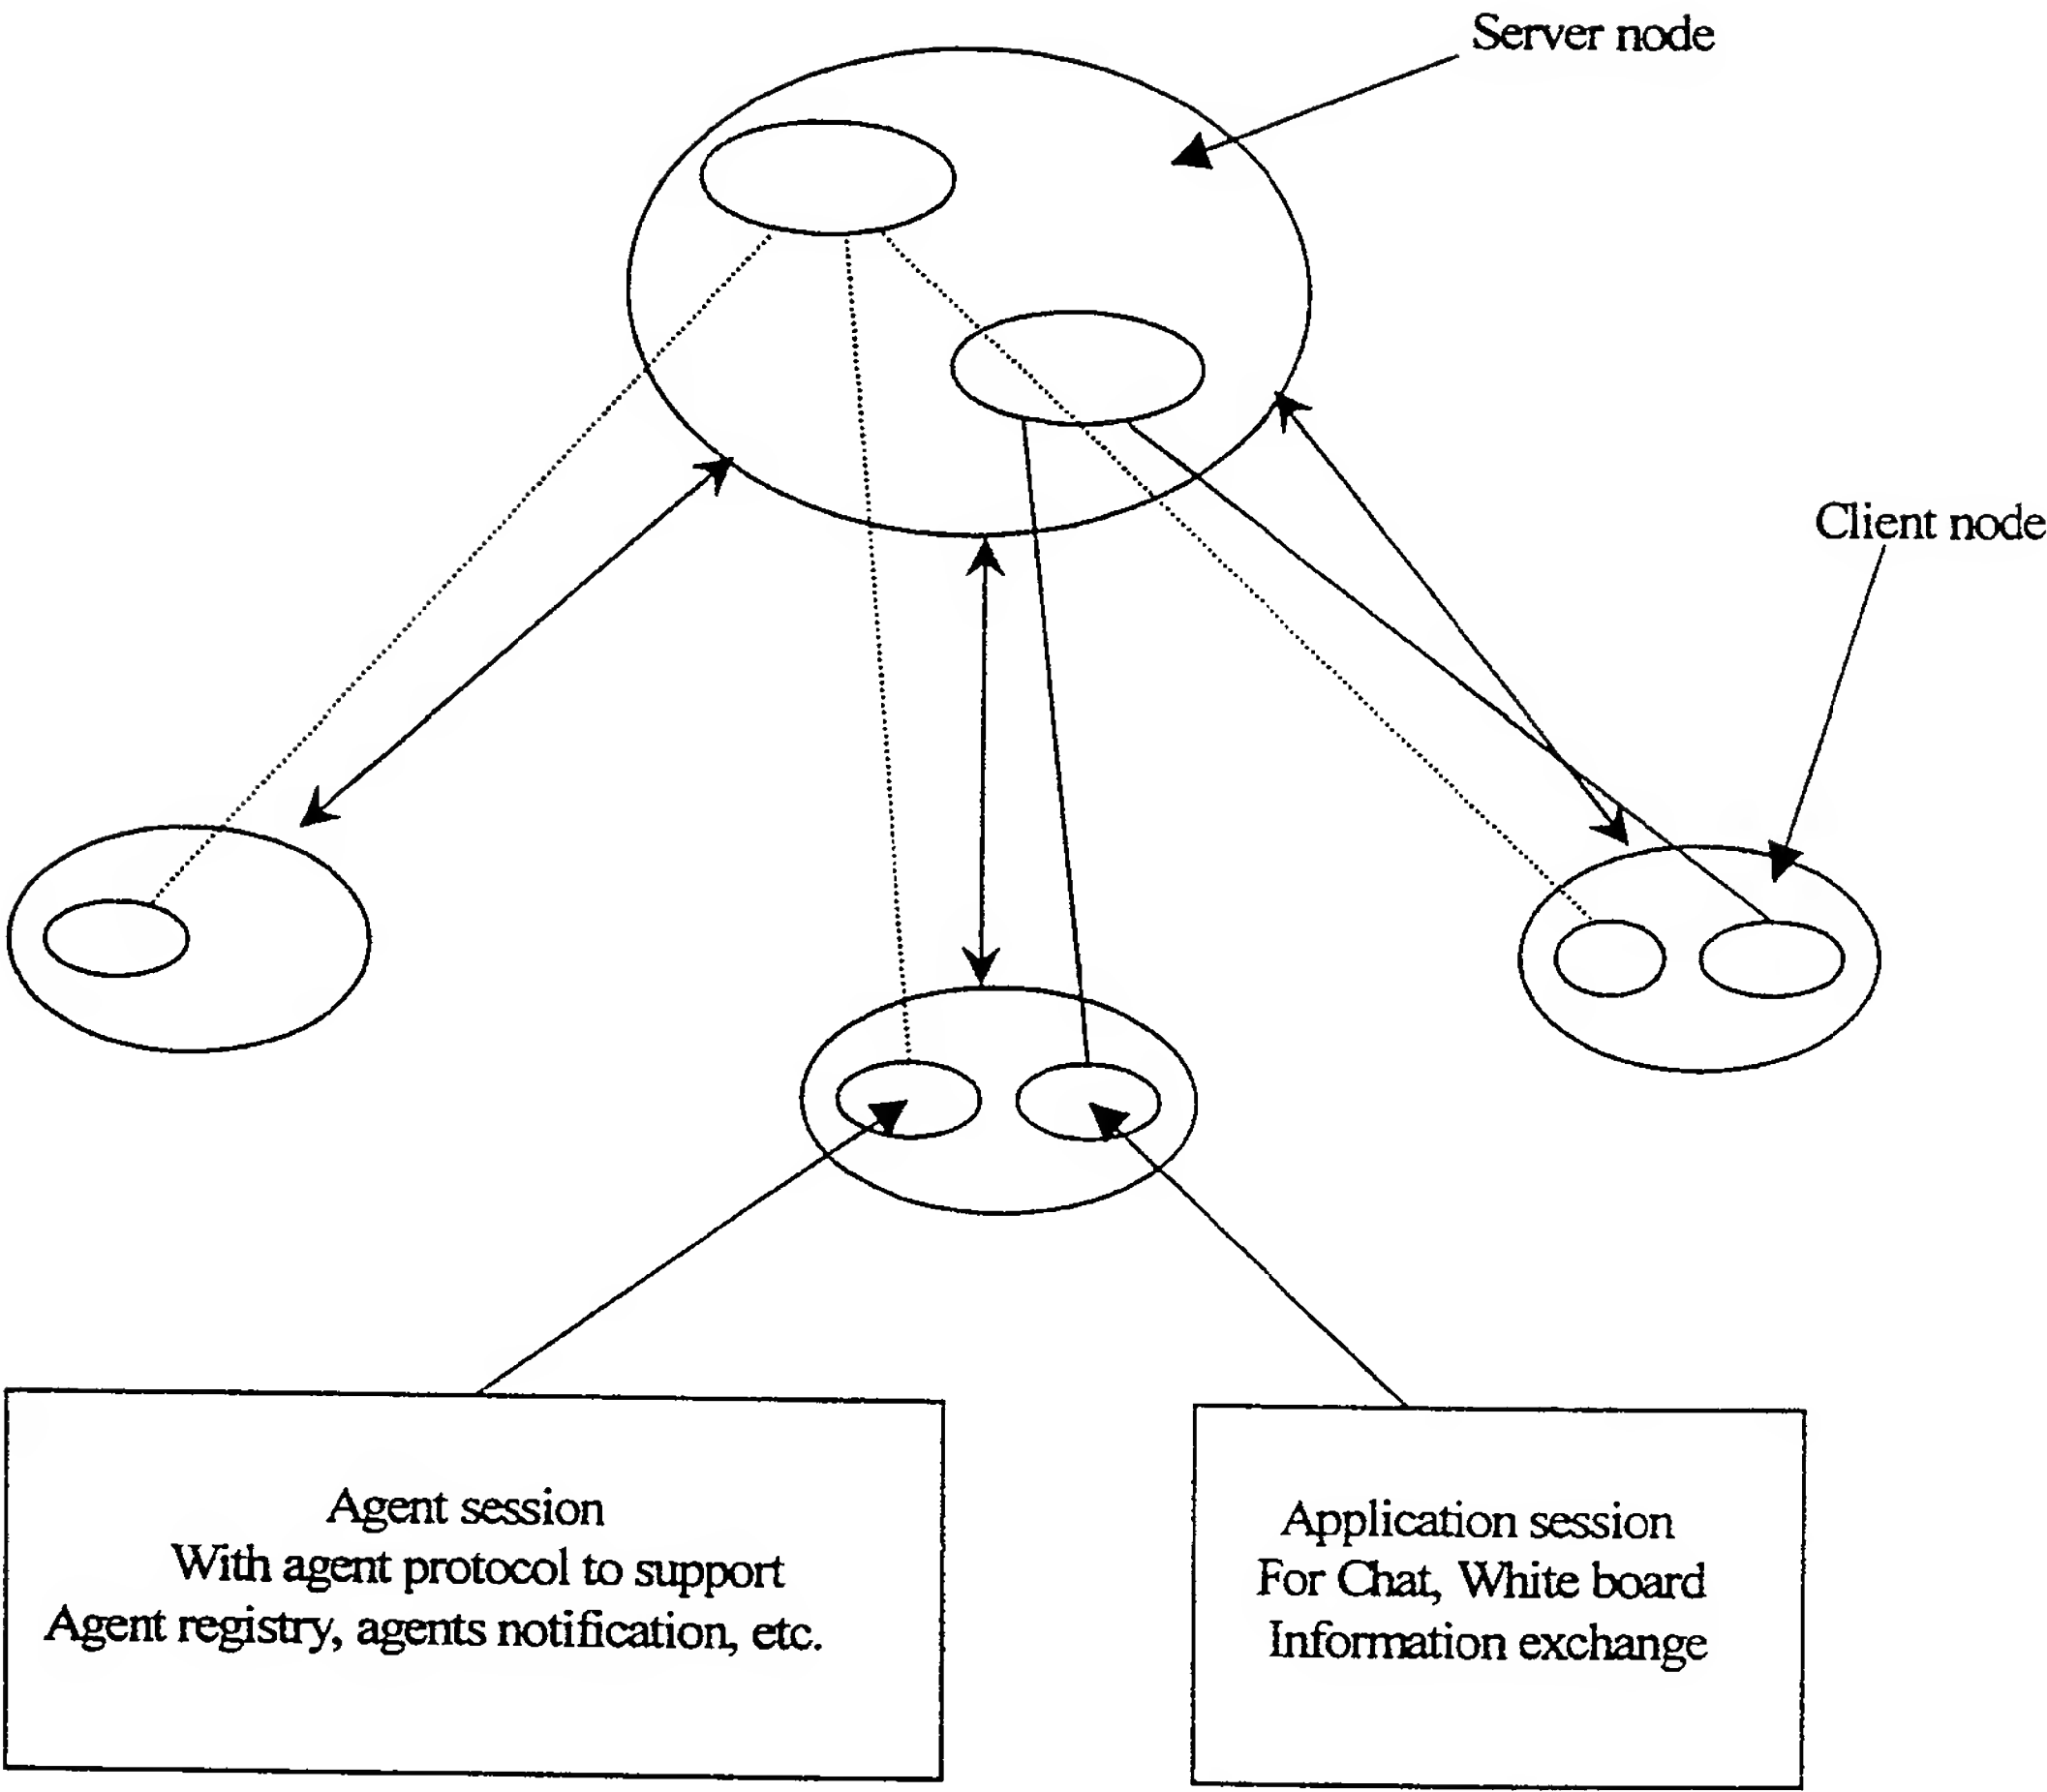 Server node
Client node
Agent session
With agent protocol to support
Agent registry, agents notification, etc.
Application session
For Chat, White board
Information exchange